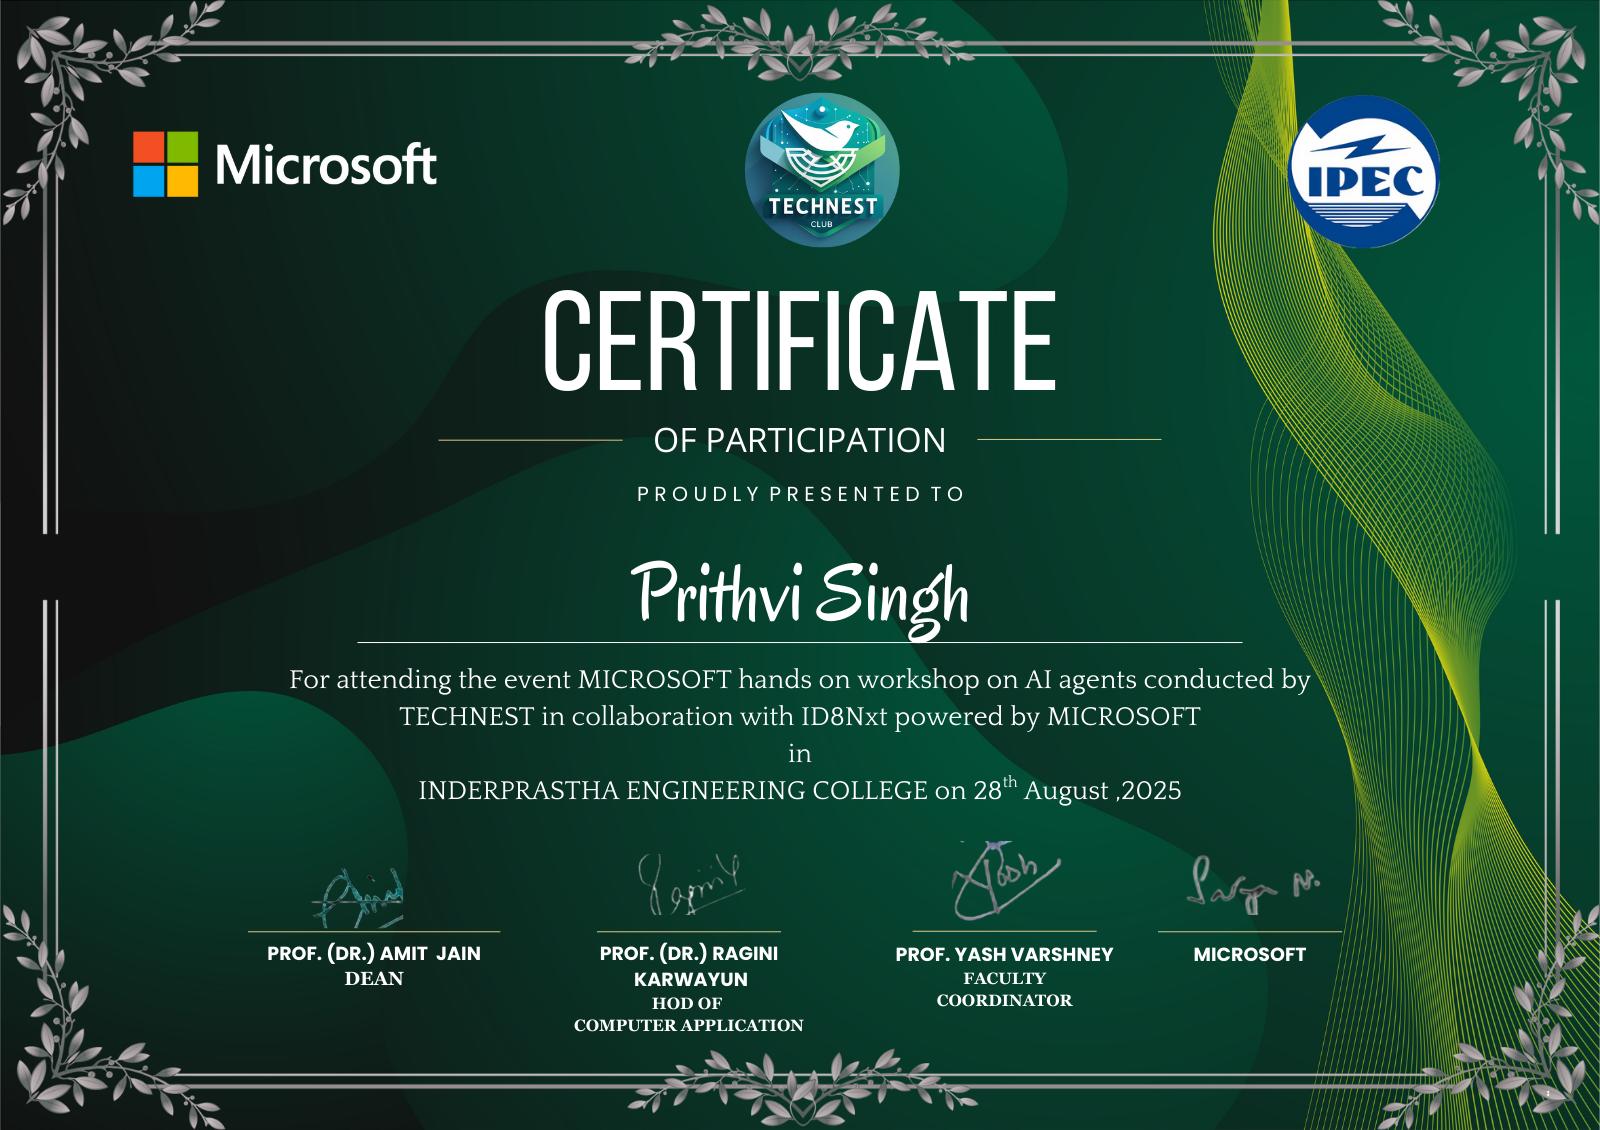 Microsoft
TECHNEST
CLUB
IPEC
CERTIFICATE
OF PARTICIPATION
PROUDLY PRESENTED TO
Prithvi Singh
For attending the event MICROSOFT hands on workshop on AI agents conducted by
TECHNEST in collaboration with ID8Nxt powered by MICROSOFT
in
INDERPRASTHA ENGINEERING COLLEGE on 28th August ,2025
Yash
PROF. (DR.) AMIT JAIN
DEAN
PROF. (DR.) RAGINI
KARWAYUN
HOD OF
COMPUTER APPLICATION
PROF. YASH VARSHNEY
FACULTY
COORDINATOR
MICROSOFT